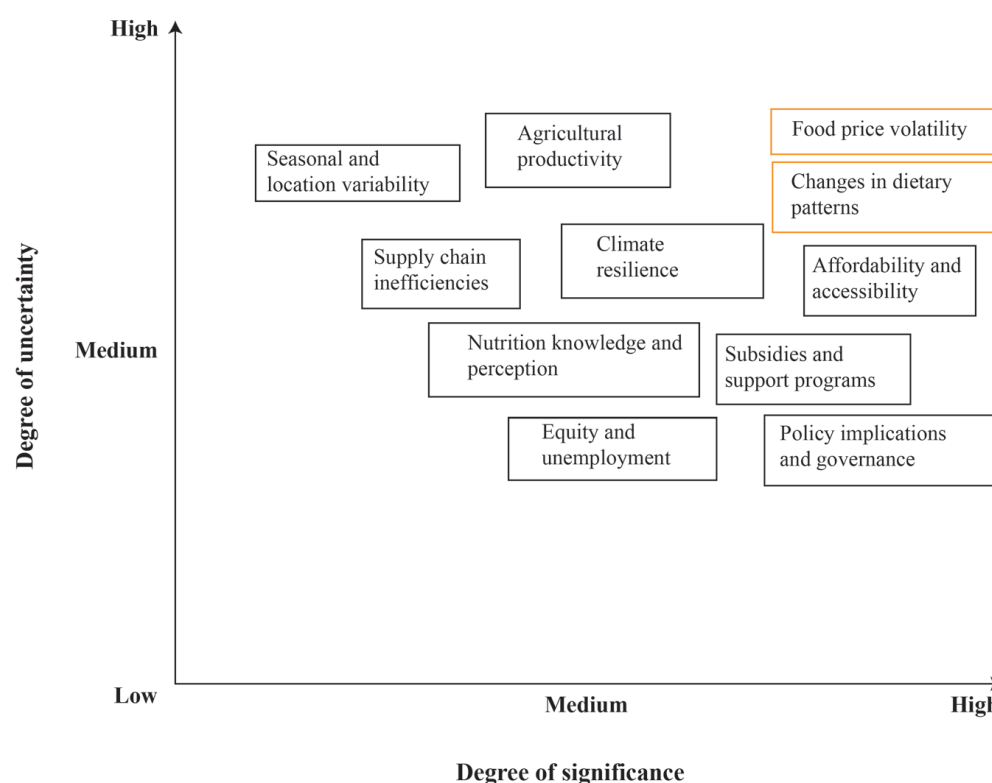 High
Food price volatility
Agricultural
productivity
Seasonal and
location variability
Changes in dietary
patterns
Supply chain
inefficiencies
Climate
resilience
Affordability and
accessibility
Degree of uncertainty
Medium
Nutrition knowledge and
perception
Subsidies and
support programs
Equity and
unemployment
Policy implications
and governance
Low
Medium
High
Degree of significance